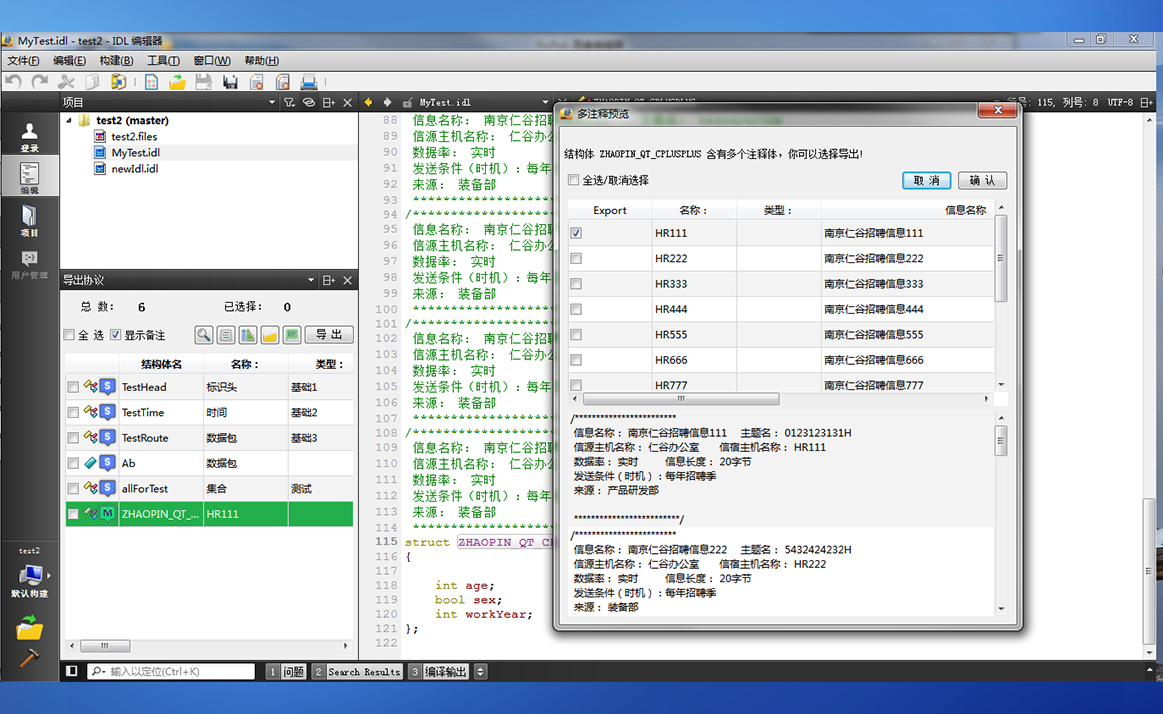 MyTest.idl - test2 - IDL 编辑器
文件(F) 编辑(E) 构建(B) 工具(T) 窗口(W) 帮助(H)
项目
MyTest.idl
行号: 115, 列号: 8 UTF-8
登录
编辑
项目
用户管理
test2
默认构建
test2 (master)
test2.files
MyTest.idl
newIdl.idl
导出协议
总 数: 6 已选择: 0
全 选 显示备注 导 出
结构体名 名称: 类型:
TestHead 标识头 基础1
TestTime 时间 基础2
TestRoute 数据包 基础3
Ab 数据包
allForTest 集合 测试
ZHAOPIN_QT_... HR111
88 信息名称: 南京仁谷招聘
89 信源主机名称: 仁谷办公
90 数据率: 实时
91 发送条件(时机):每年
92 来源: 装备部
93 **********************
94 /**********************
95 信息名称: 南京仁谷招聘
96 信源主机名称: 仁谷办公
97 数据率: 实时
98 发送条件(时机):每年
99 来源: 装备部
100 **********************
101 /**********************
102 信息名称: 南京仁谷招聘
103 信源主机名称: 仁谷办公
104 数据率: 实时
105 发送条件(时机):每年
106 来源: 装备部
107 **********************
108 /**********************
109 信息名称: 南京仁谷招聘
110 信源主机名称: 仁谷办公
111 数据率: 实时
112 发送条件(时机):每年
113 来源: 装备部
114 **********************
115 struct ZHAOPIN_QT_CP
116 {
117
118 int age;
119 bool sex;
120 int workYear;
121 };
122
多注释预览
结构体 ZHAOPIN_QT_CPLUSPLUS 含有多个注释体,你可以选择导出!
全选/取消选择 取 消 确 认
Export 名称: 类型: 信息名称
HR111 南京仁谷招聘信息111
HR222 南京仁谷招聘信息222
HR333 南京仁谷招聘信息333
HR444 南京仁谷招聘信息444
HR555 南京仁谷招聘信息555
HR666 南京仁谷招聘信息666
HR777 南京仁谷招聘信息777
/************************
信息名称: 南京仁谷招聘信息111 主题名: 0123123131H
信源主机名称: 仁谷办公室 信宿主机名称: HR111
数据率: 实时 信息长度: 20字节
发送条件(时机):每年招聘季
来源: 产品研发部
*************************/
/************************
信息名称: 南京仁谷招聘信息222 主题名: 5432424232H
信源主机名称: 仁谷办公室 信宿主机名称: HR222
数据率: 实时 信息长度: 20字节
发送条件(时机):每年招聘季
来源: 装备部
输入以定位(Ctrl+K) 1 问题 2 Search Results 3 编译输出